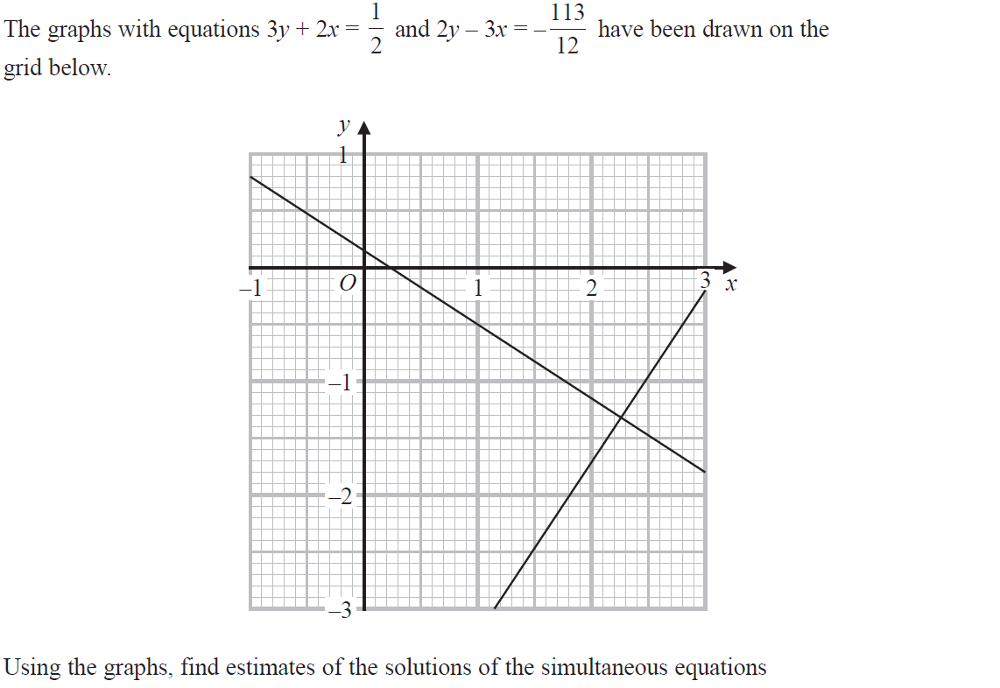 The graphs with equations 3y + 2x = 1/2 and 2y – 3x = –113/12 have been drawn on the
grid below.
y
1
–1 O 1 2 3 x
–1
–2
–3
Using the graphs, find estimates of the solutions of the simultaneous equations